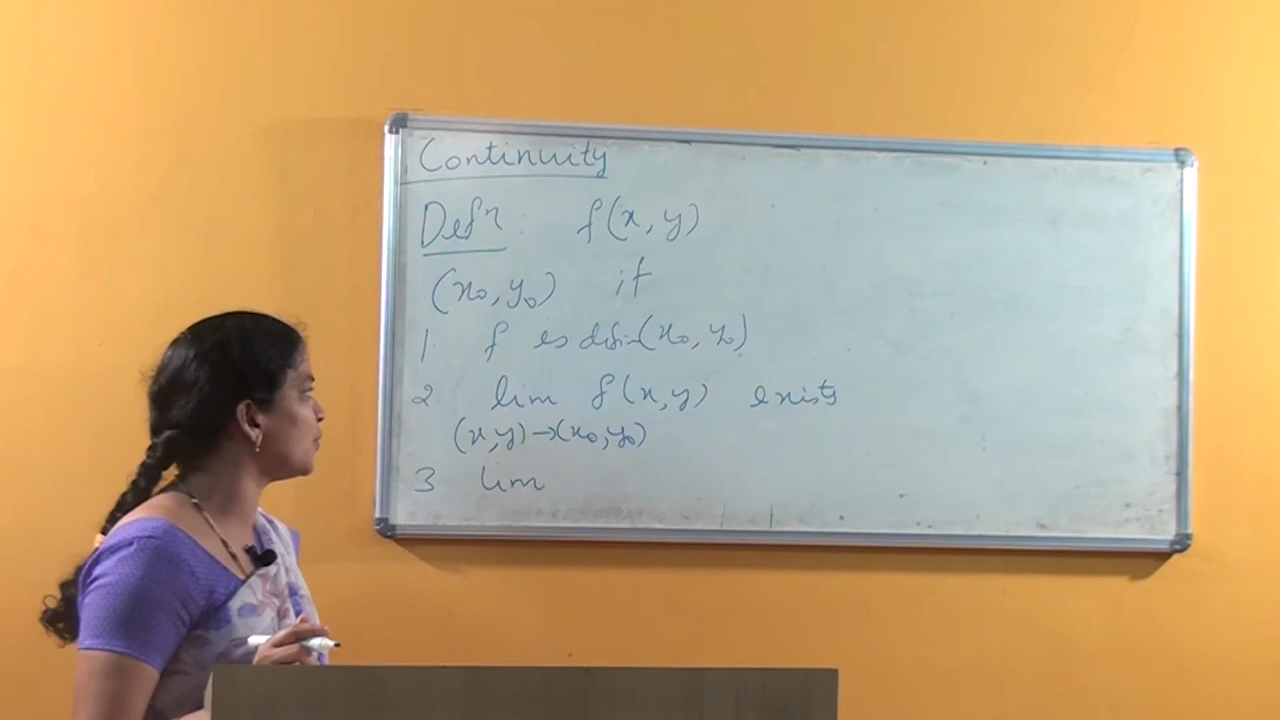 Continuity
Defn: f(x, y)
(x₀, y₀) if
1. f is defin (x₀, y₀)
2. lim f(x, y) exists
(x, y)→(x₀, y₀)
3 lim